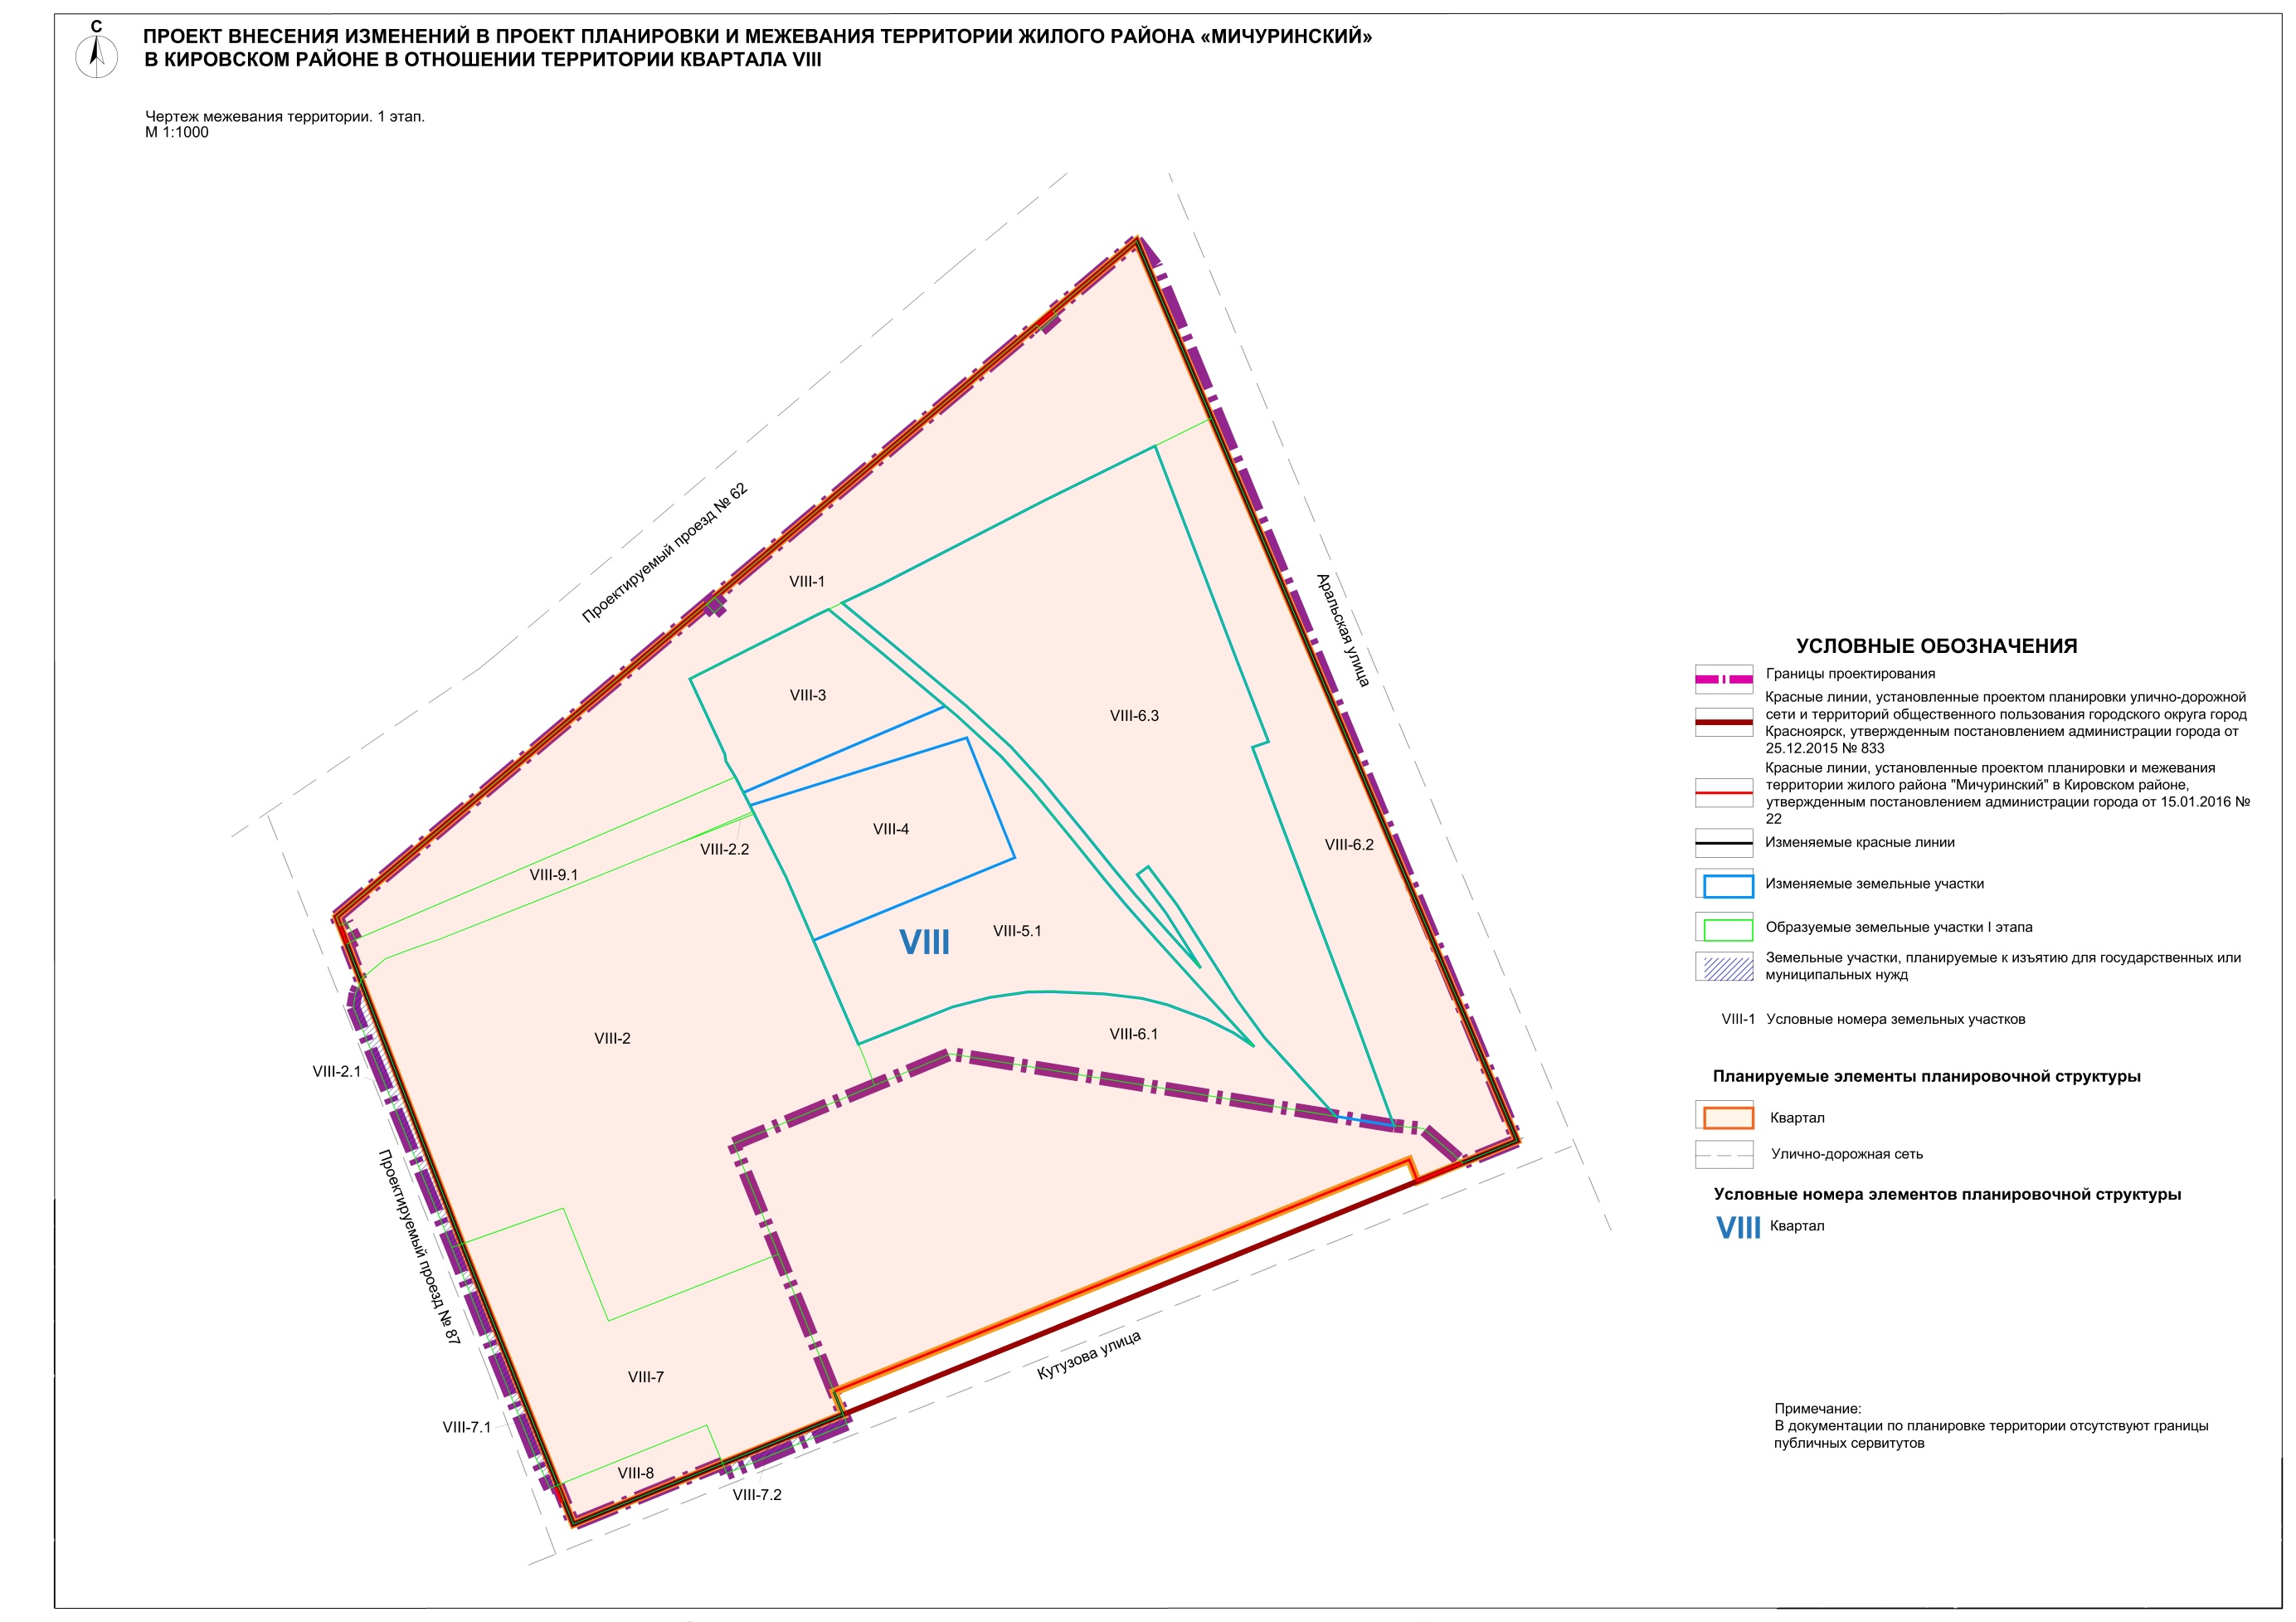 С
ПРОЕКТ ВНЕСЕНИЯ ИЗМЕНЕНИЙ В ПРОЕКТ ПЛАНИРОВКИ И МЕЖЕВАНИЯ ТЕРРИТОРИИ ЖИЛОГО РАЙОНА «МИЧУРИНСКИЙ»
В КИРОВСКОМ РАЙОНЕ В ОТНОШЕНИИ ТЕРРИТОРИИ КВАРТАЛА VIII
Чертеж межевания территории. 1 этап.
М 1:1000
Проектируемый проезд № 62
Аральская улица
VIII-1
VIII-3
VIII-6.3
VIII-4
VIII-2.2
VIII-6.2
VIII-9.1
VIII-5.1
VIII
VIII-2
VIII-6.1
VIII-2.1
Проектируемый проезд № 87
Кутузова улица
VIII-7
VIII-7.1
VIII-8
VIII-7.2
УСЛОВНЫЕ ОБОЗНАЧЕНИЯ
Границы проектирования
Красные линии, установленные проектом планировки улично-дорожной
сети и территорий общественного пользования городского округа город
Красноярск, утвержденным постановлением администрации города от
25.12.2015 № 833
Красные линии, установленные проектом планировки и межевания
территории жилого района "Мичуринский" в Кировском районе,
утвержденным постановлением администрации города от 15.01.2016 №
22
Изменяемые красные линии
Изменяемые земельные участки
Образуемые земельные участки I этапа
Земельные участки, планируемые к изъятию для государственных или
муниципальных нужд
VIII-1 Условные номера земельных участков
Планируемые элементы планировочной структуры
Квартал
Улично-дорожная сеть
Условные номера элементов планировочной структуры
VIII Квартал
Примечание:
В документации по планировке территории отсутствуют границы
публичных сервитутов